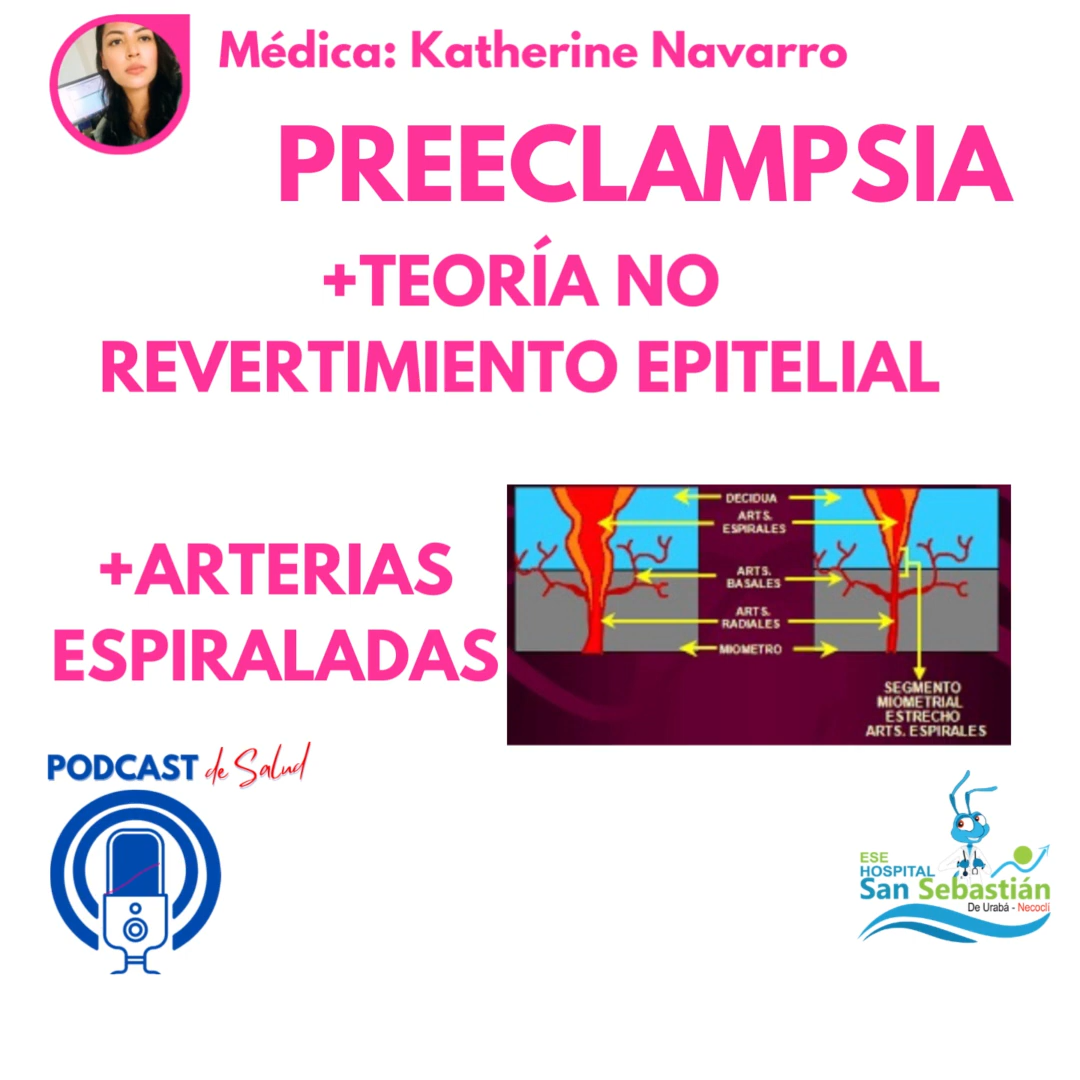 Médica: Katherine Navarro
PREECLAMPSIA
+TEORÍA NO
REVERTIMIENTO EPITELIAL
+ARTERIAS
ESPIRALADAS
DECIDUA
ARTS.
ESPIRALES
ARTS.
BASALES
ARTS.
RADIALES
MIOMETRO
SEGMENTO
MIOMETRIAL
ESTRECHO
ARTS. ESPIRALES
PODCAST de Salud
ESE
HOSPITAL
San Sebastián
De Urabá - Necoclí